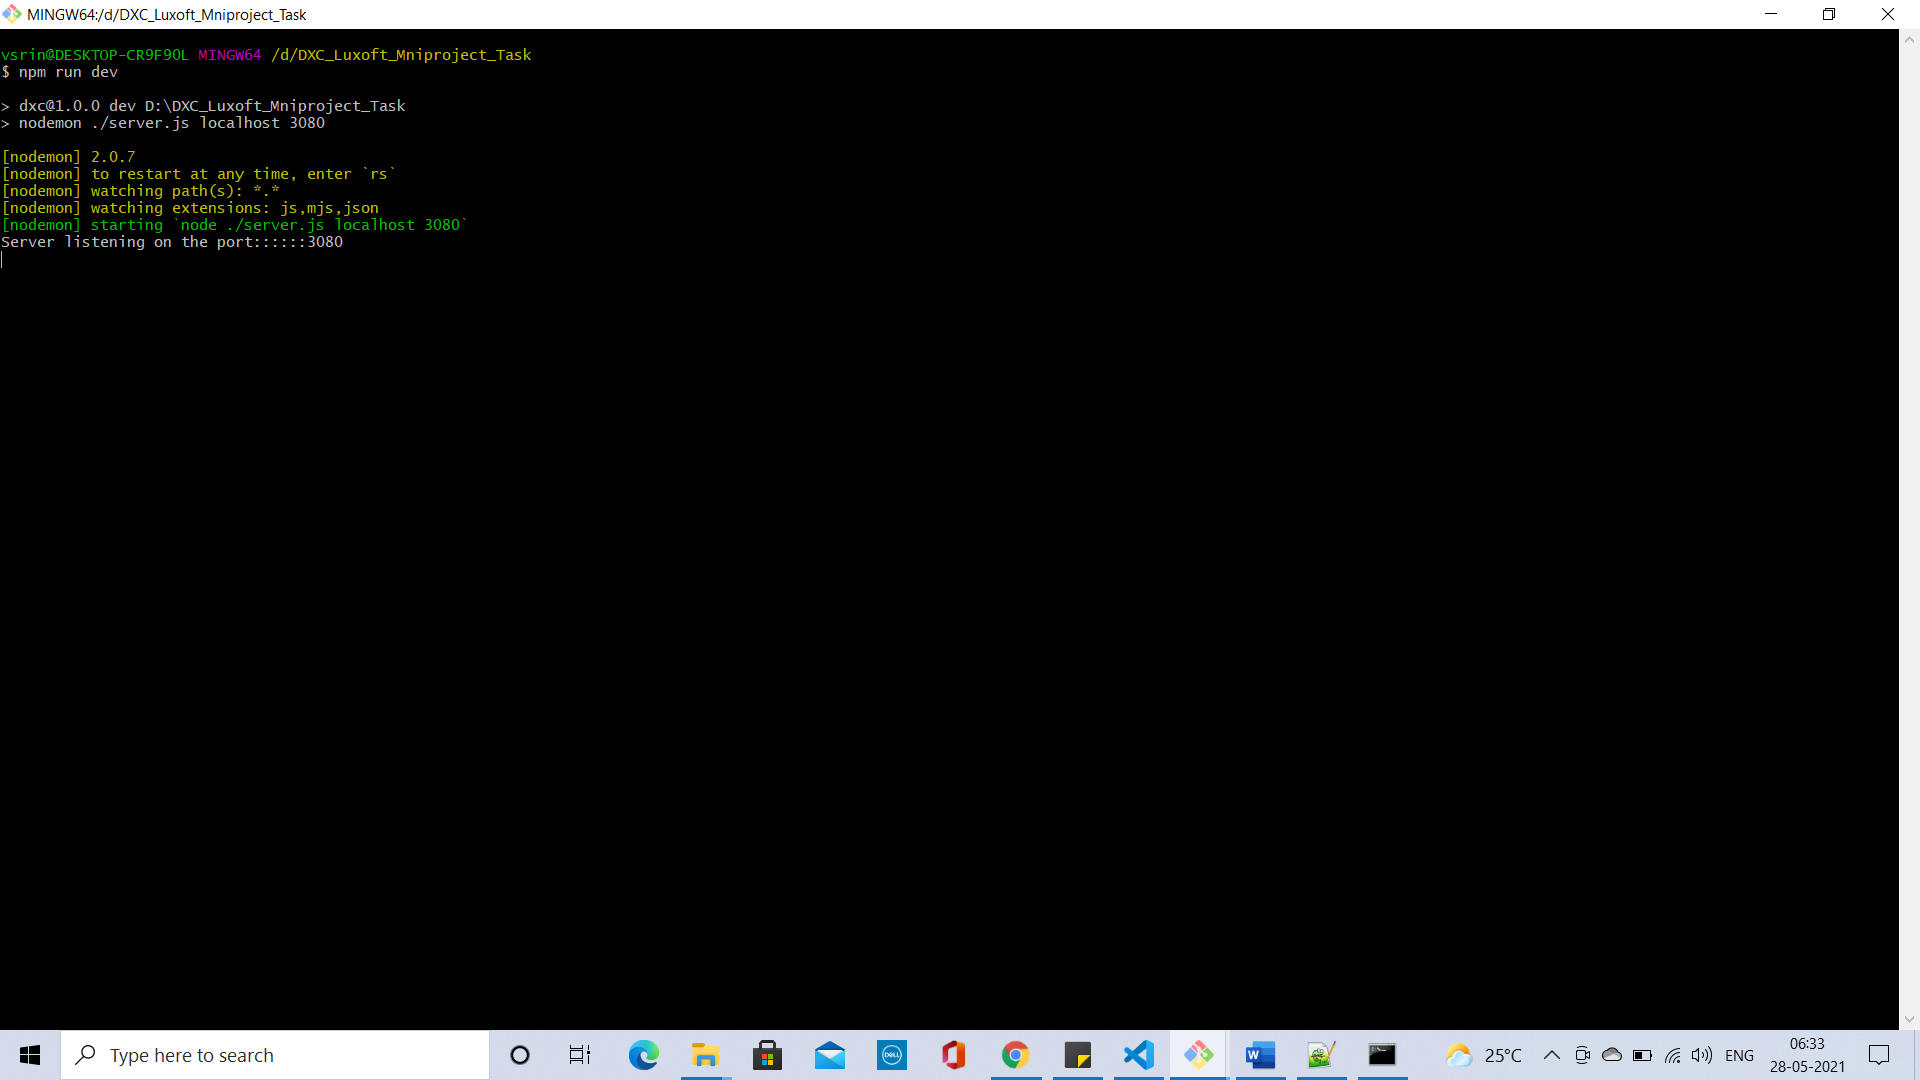 MINGW64:/d/DXC_Luxoft_Mniproject_Task
vsrin@DESKTOP-CR9F9OL MINGW64 /d/DXC_Luxoft_Mniproject_Task
$ npm run dev
> dxc@1.0.0 dev D:\DXC_Luxoft_Mniproject_Task
> nodemon ./server.js localhost 3080
[nodemon] 2.0.7
[nodemon] to restart at any time, enter `rs`
[nodemon] watching path(s): *.*
[nodemon] watching extensions: js,mjs,json
[nodemon] starting `node ./server.js localhost 3080`
Server listening on the port::::::3080
Type here to search
DELL
W
25°C
ENG
06:33
28-05-2021